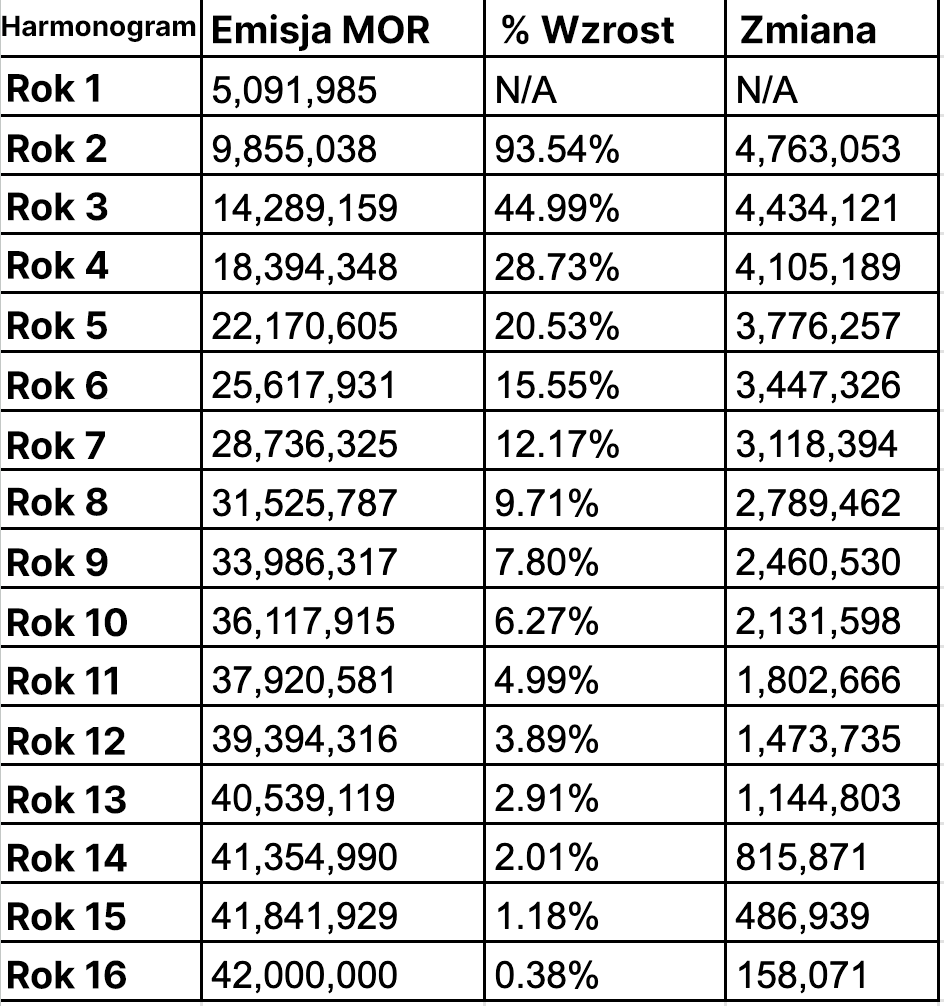 Harmonogram Emisja MOR % Wzrost Zmiana
Rok 1 5,091,985 N/A N/A
Rok 2 9,855,038 93.54% 4,763,053
Rok 3 14,289,159 44.99% 4,434,121
Rok 4 18,394,348 28.73% 4,105,189
Rok 5 22,170,605 20.53% 3,776,257
Rok 6 25,617,931 15.55% 3,447,326
Rok 7 28,736,325 12.17% 3,118,394
Rok 8 31,525,787 9.71% 2,789,462
Rok 9 33,986,317 7.80% 2,460,530
Rok 10 36,117,915 6.27% 2,131,598
Rok 11 37,920,581 4.99% 1,802,666
Rok 12 39,394,316 3.89% 1,473,735
Rok 13 40,539,119 2.91% 1,144,803
Rok 14 41,354,990 2.01% 815,871
Rok 15 41,841,929 1.18% 486,939
Rok 16 42,000,000 0.38% 158,071